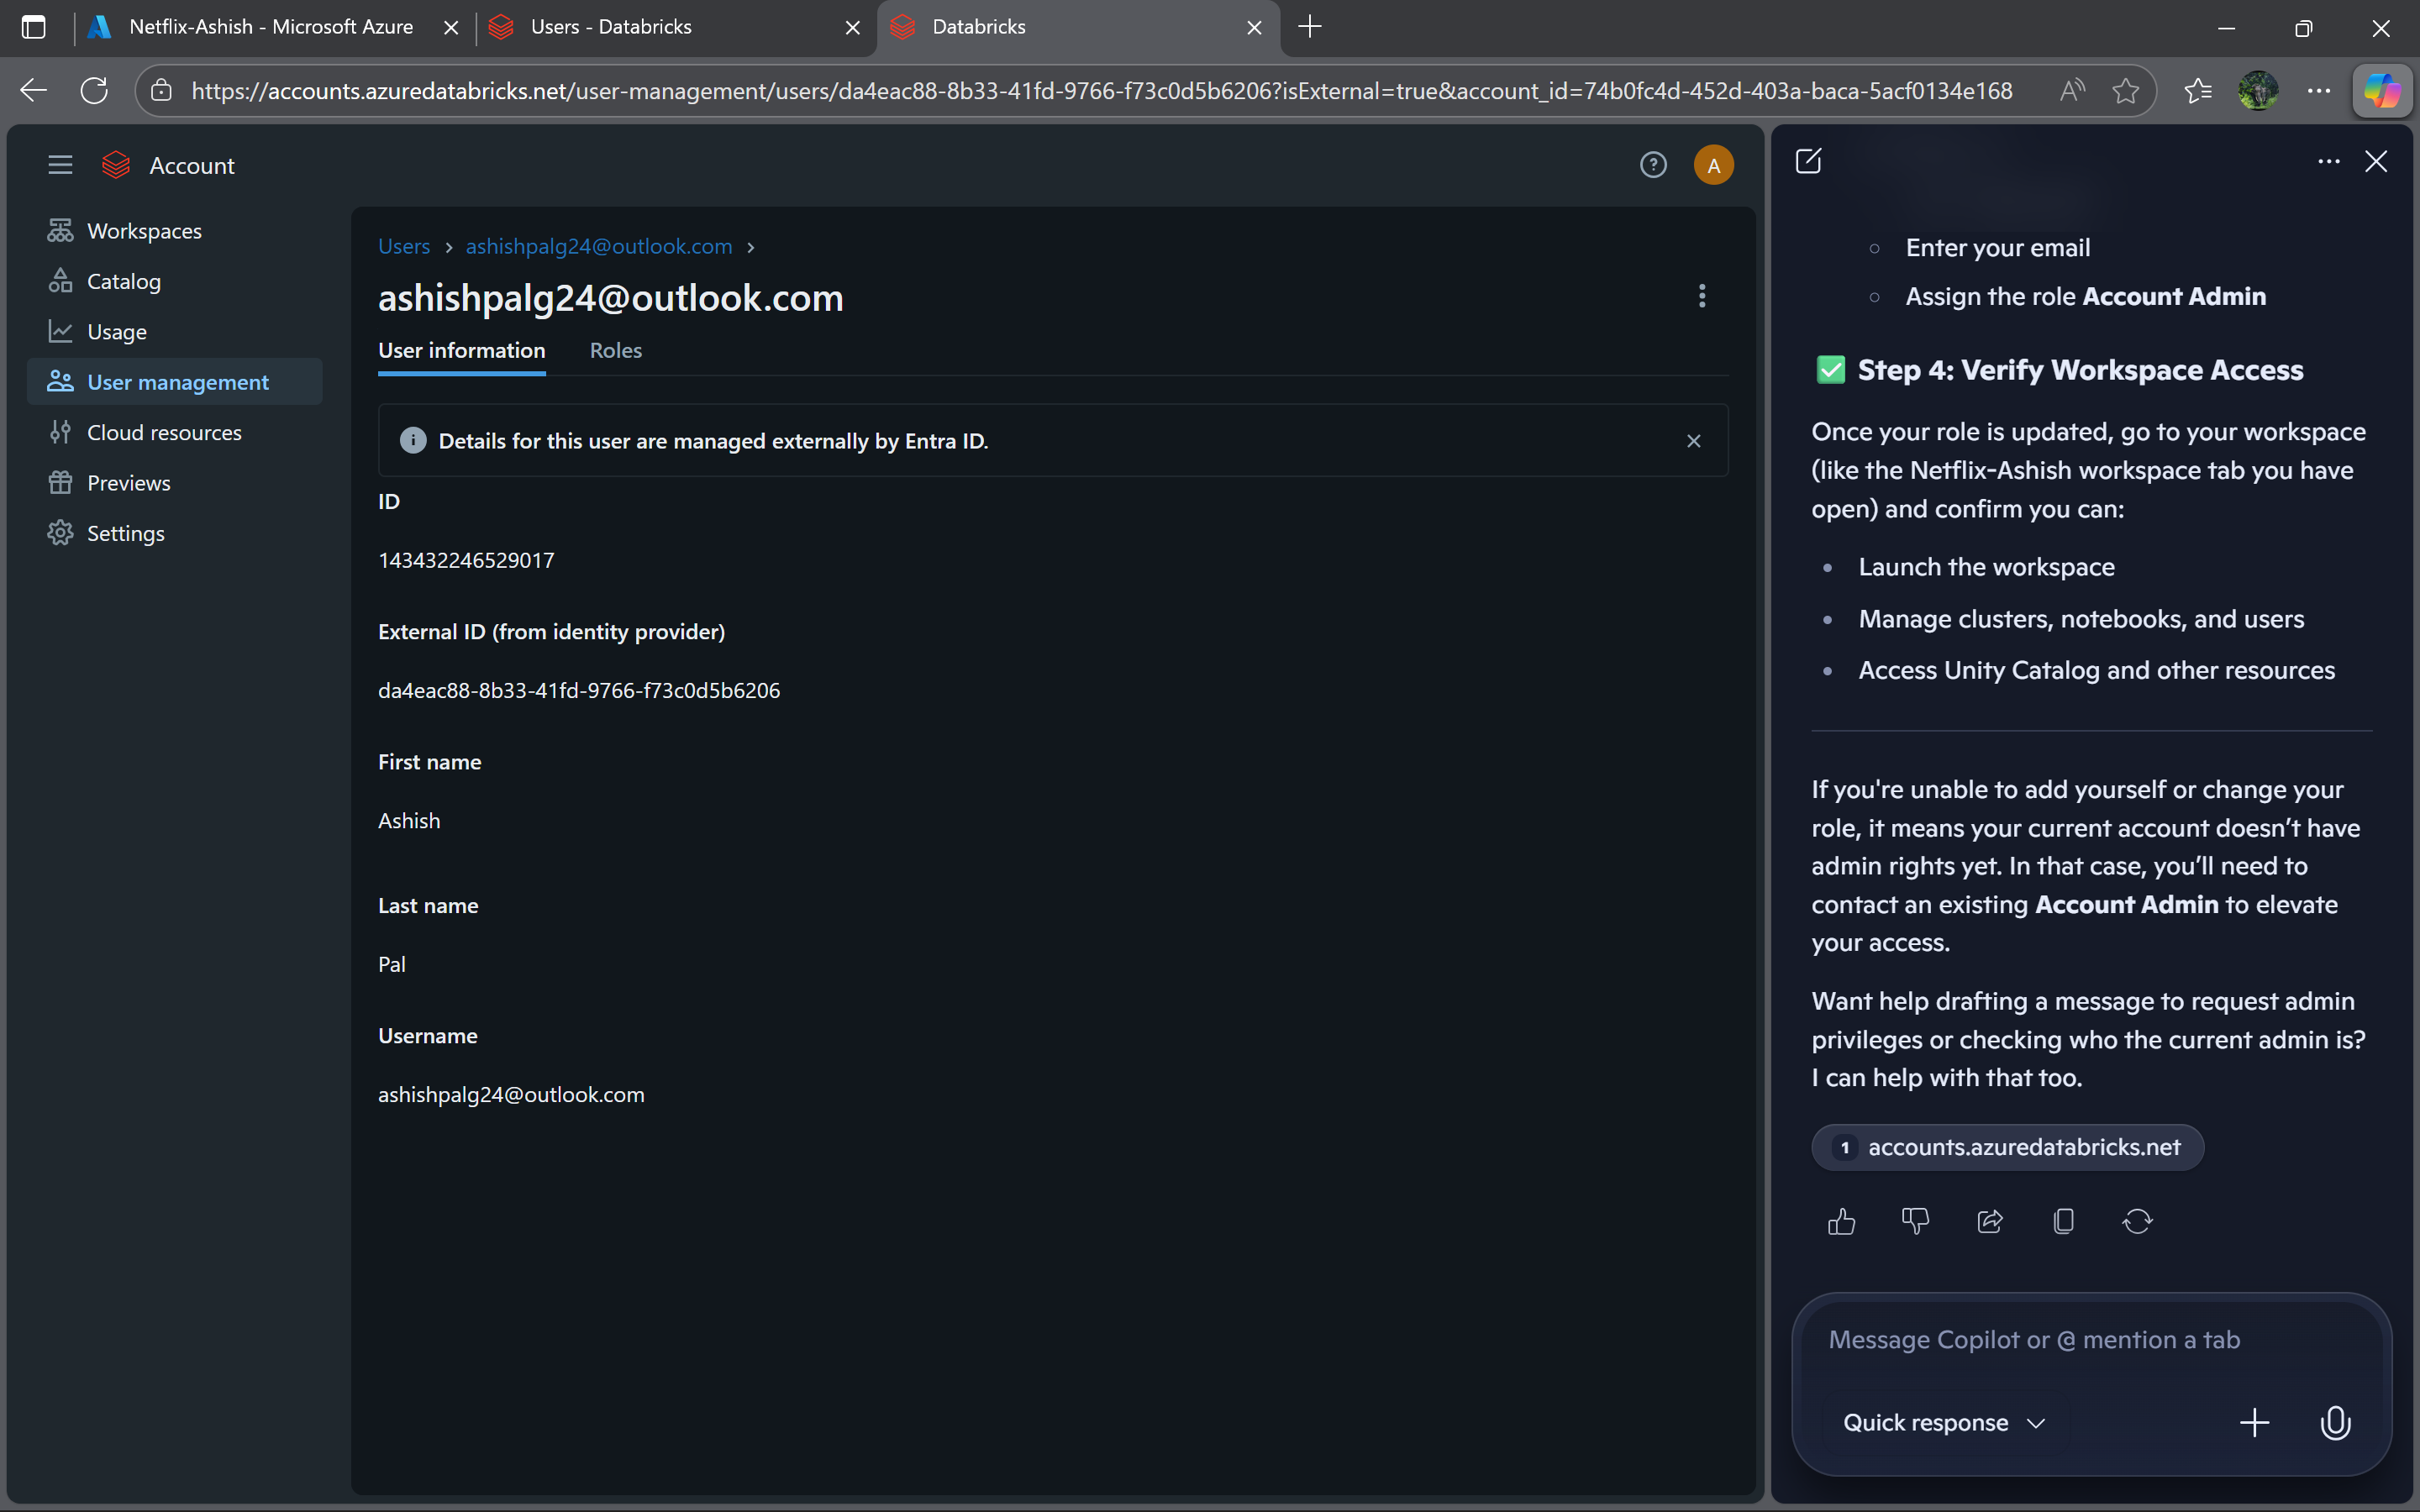 Netflix-Ashish - Microsoft Azure
Users - Databricks
Databricks
https://accounts.azuredatabricks.net/user-management/users/da4eac88-8b33-41fd-9766-f73c0d5b6206?isExternal=true&account_id=74b0fc4d-452d-403a-baca-5acf0134e168
Account
A
Workspaces
Catalog
Usage
User management
Cloud resources
Previews
Settings
Users › ashishpalg24@outlook.com ›
ashishpalg24@outlook.com
User information Roles
Details for this user are managed externally by Entra ID.
ID
143432246529017
External ID (from identity provider)
da4eac88-8b33-41fd-9766-f73c0d5b6206
First name
Ashish
Last name
Pal
Username
ashishpalg24@outlook.com
Enter your email
Assign the role Account Admin
✅ Step 4: Verify Workspace Access
Once your role is updated, go to your workspace
(like the Netflix-Ashish workspace tab you have
open) and confirm you can:
Launch the workspace
Manage clusters, notebooks, and users
Access Unity Catalog and other resources
If you're unable to add yourself or change your
role, it means your current account doesn’t have
admin rights yet. In that case, you’ll need to
contact an existing Account Admin to elevate
your access.
Want help drafting a message to request admin
privileges or checking who the current admin is?
I can help with that too.
1 accounts.azuredatabricks.net
Message Copilot or @ mention a tab
Quick response